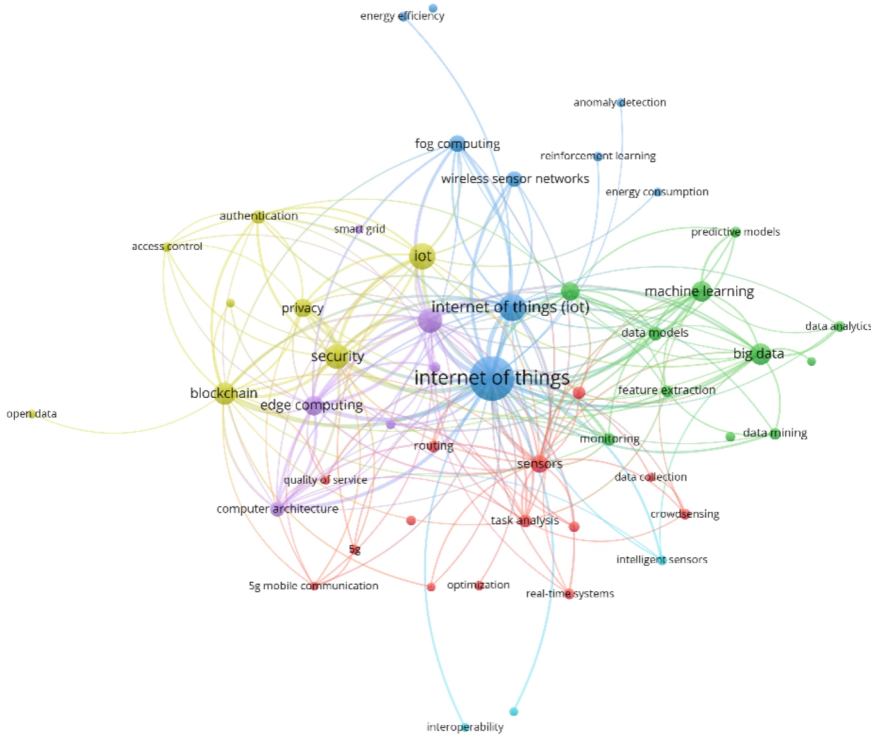 energy efficiency
anomaly detection
fog computing
reinforcement learning
wireless sensor networks
energy consumption
authentication
smart grid
predictive models
access control
iot
machine learning
privacy
internet of things (iot)
data analytics
data models
security
big data
internet of things
blockchain
feature extraction
edge computing
open data
data mining
monitoring
routing
sensors
quality of service
data collection
computer architecture
crowdsensing
task analysis
5g
intelligent sensors
5g mobile communication
optimization
real-time systems
interoperability